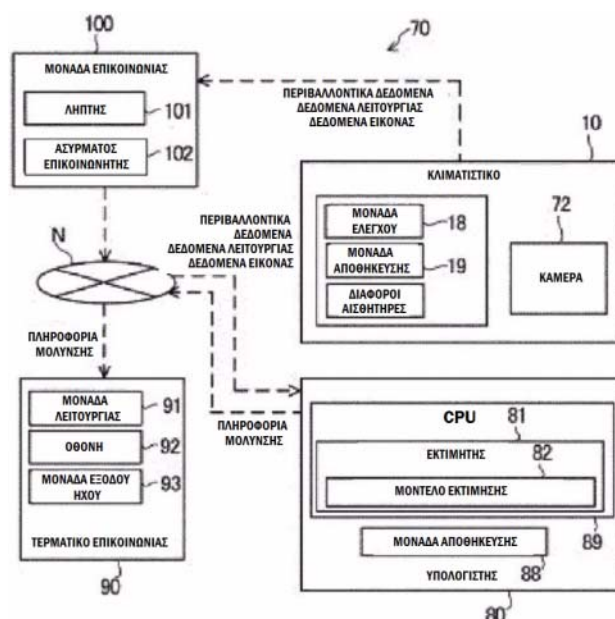 100
70
ΜΟΝΑΔΑ ΕΠΙΚΟΙΝΩΝΙΑΣ
ΛΗΠΤΗΣ
101
ΑΣΥΡΜΑΤΟΣ
ΕΠΙΚΟΙΝΩΝΗΤΗΣ
102
ΠΕΡΙΒΑΛΛΟΝΤΙΚΑ ΔΕΔΟΜΕΝΑ
ΔΕΔΟΜΕΝΑ ΛΕΙΤΟΥΡΓΙΑΣ
ΔΕΔΟΜΕΝΑ ΕΙΚΟΝΑΣ
10
ΚΛΙΜΑΤΙΣΤΙΚΟ
ΜΟΝΑΔΑ
ΕΛΕΓΧΟΥ
18
ΜΟΝΑΔΑ
ΑΠΟΘΗΚΕΥΣΗΣ
19
ΔΙΑΦΟΡΟΙ
ΑΙΣΘΗΤΗΡΕΣ
72
ΚΑΜΕΡΑ
N
ΠΕΡΙΒΑΛΛΟΝΤΙΚΑ
ΔΕΔΟΜΕΝΑ
ΔΕΔΟΜΕΝΑ ΛΕΙΤΟΥΡΓΙΑΣ
ΔΕΔΟΜΕΝΑ ΕΙΚΟΝΑΣ
ΠΛΗΡΟΦΟΡΙΑ
ΜΟΛΥΝΣΗΣ
ΠΛΗΡΟΦΟΡΙΑ
ΜΟΛΥΝΣΗΣ
ΜΟΝΑΔΑ
ΛΕΙΤΟΥΡΓΙΑΣ
91
ΟΘΟΝΗ
92
ΜΟΝΑΔΑ ΕΞΟΔΟΥ
ΗΧΟΥ
93
ΤΕΡΜΑΤΙΚΟ ΕΠΙΚΟΙΝΩΝΙΑΣ
90
CPU
81
ΕΚΤΙΜΗΤΗΣ
82
ΜΟΝΤΕΛΟ ΕΚΤΙΜΗΣΗΣ
89
ΜΟΝΑΔΑ ΑΠΟΘΗΚΕΥΣΗΣ
88
ΥΠΟΛΟΓΙΣΤΗΣ
80